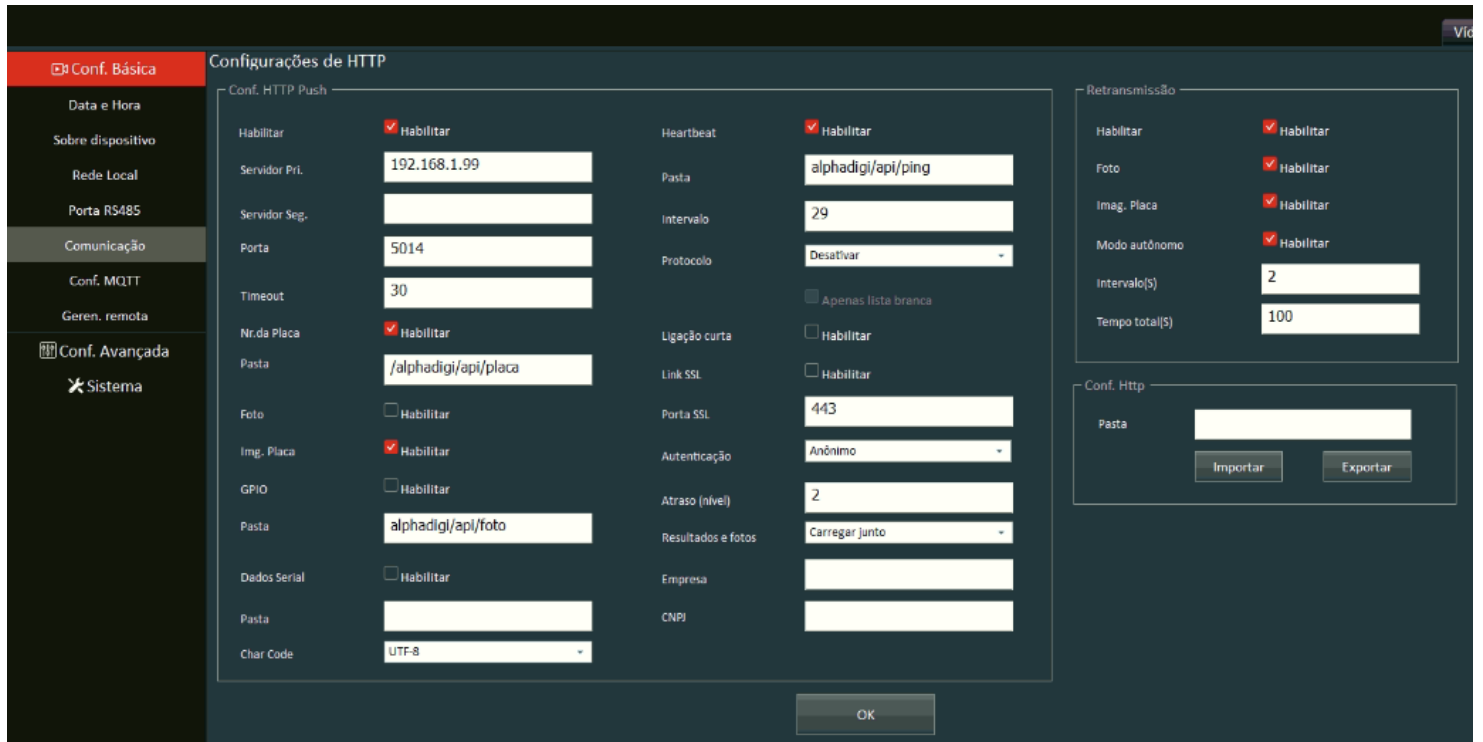 Víd
Conf. Básica
Data e Hora
Sobre dispositivo
Rede Local
Porta RS485
Comunicação
Conf. MQTT
Geren. remota
Conf. Avançada
Sistema
Configurações de HTTP
Conf. HTTP Push
Habilitar Habilitar
Servidor Pri. 192.168.1.99
Servidor Seg.
Porta 5014
Timeout 30
Nr.da Placa Habilitar
Pasta /alphadigi/api/placa
Foto Habilitar
Img. Placa Habilitar
GPIO Habilitar
Pasta alphadigi/api/foto
Dados Serial Habilitar
Pasta
Char Code UTF-8
Heartbeat Habilitar
Pasta alphadigi/api/ping
Intervalo 29
Protocolo Desativar
Apenas lista branca
Ligação curta Habilitar
Link SSL Habilitar
Porta SSL 443
Autenticação Anônimo
Atraso (nível) 2
Resultados e fotos Carregar junto
Empresa
CNPJ
Retransmissão
Habilitar Habilitar
Foto Habilitar
Imag. Placa Habilitar
Modo autônomo Habilitar
Intervalo(S) 2
Tempo total(S) 100
Conf. Http
Pasta
Importar Exportar
OK